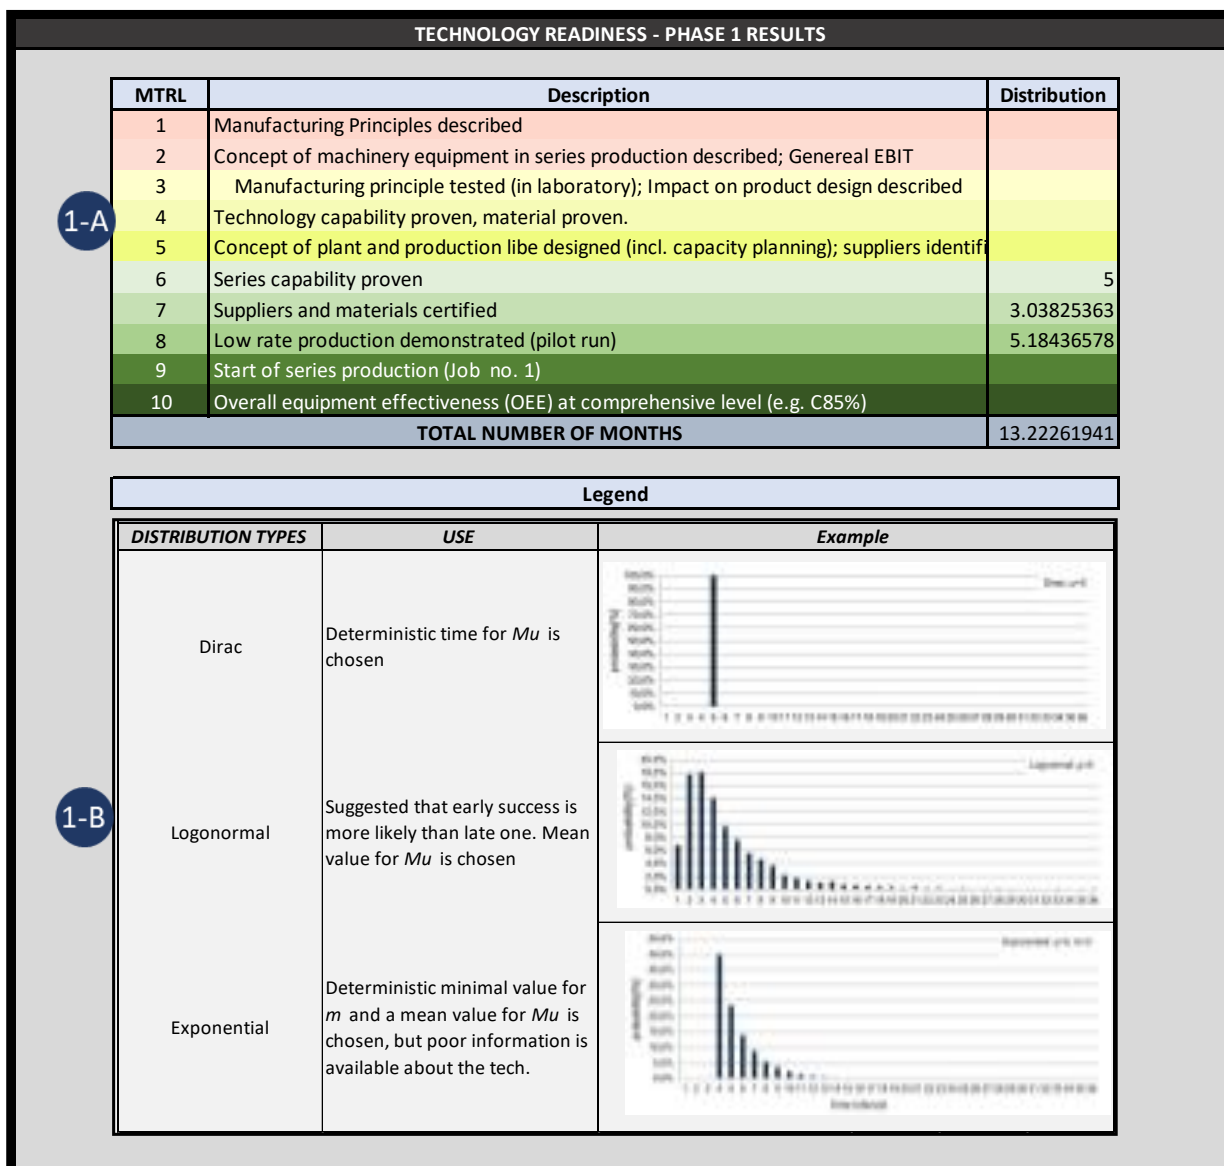 TECHNOLOGY READINESS - PHASE 1 RESULTS
MTRL Description Distribution
1 Manufacturing Principles described
2 Concept of machinery equipment in series production described; Genereal EBIT
3 Manufacturing principle tested (in laboratory); Impact on product design described
1-A
4 Technology capability proven, material proven.
5 Concept of plant and production libe designed (incl. capacity planning); suppliers identifi
6 Series capability proven 5
7 Suppliers and materials certified 3.03825363
8 Low rate production demonstrated (pilot run) 5.18436578
9 Start of series production (Job no. 1)
10 Overall equipment effectiveness (OEE) at comprehensive level (e.g. C85%)
TOTAL NUMBER OF MONTHS 13.22261941
Legend
DISTRIBUTION TYPES USE Example
Dirac
Deterministic time for Mu is
chosen
1-B
Logonormal
Suggested that early success is
more likely than late one. Mean
value for Mu is chosen
Exponential
Deterministic minimal value for
m and a mean value for Mu is
chosen, but poor information is
available about the tech.